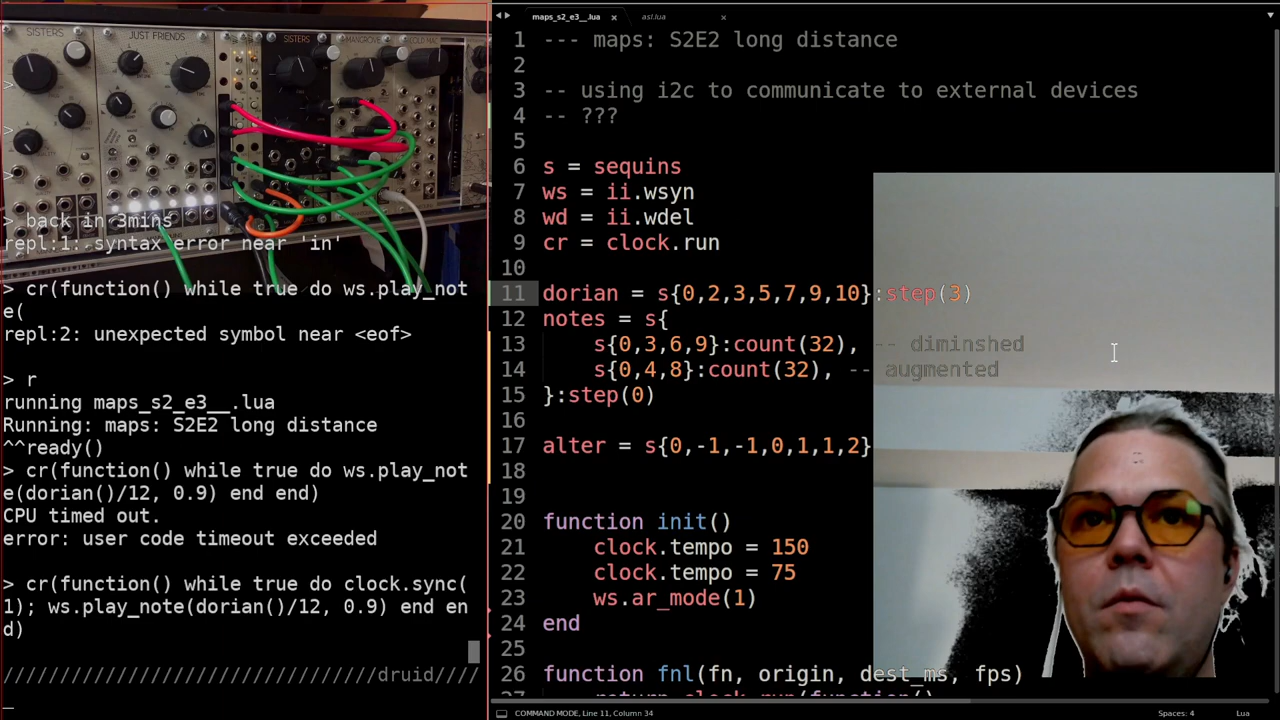 SISTERS
JUST FRIENDS
SISTERS
MANGROVE
COLD MAC
>
>
>
>
> back in 3mins
repl:1: syntax error near 'in'
> cr(function() while true do ws.play_not
e(
repl:2: unexpected symbol near <eof>
> r
running maps_s2_e3__.lua
Running: maps: S2E2 long distance
^^ready()
> cr(function() while true do ws.play_not
e(dorian()/12, 0.9) end end)
CPU timed out.
error: user code timeout exceeded
> cr(function() while true do clock.sync(
1); ws.play_note(dorian()/12, 0.9) end en
d)
/////////////////////////////////druid////
_
maps_s2_e3__.lua ×
asl.lua ×
1 --- maps: S2E2 long distance
2
3 -- using i2c to communicate to external devices
4 -- ???
5
6 s = sequins
7 ws = ii.wsyn
8 wd = ii.wdel
9 cr = clock.run
10
11 dorian = s{0,2,3,5,7,9,10}:step(3)
12 notes = s{
13 s{0,3,6,9}:count(32), -- diminshed
14 s{0,4,8}:count(32), -- augmented
15 }:step(0)
16
17 alter = s{0,-1,-1,0,1,1,2}
18
19
20 function init()
21 clock.tempo = 150
22 clock.tempo = 75
23 ws.ar_mode(1)
24 end
25
26 function fnl(fn, origin, dest_ms, fps)
27 return clock.run(function()
COMMAND MODE, Line 11, Column 34
Spaces: 4
Lua